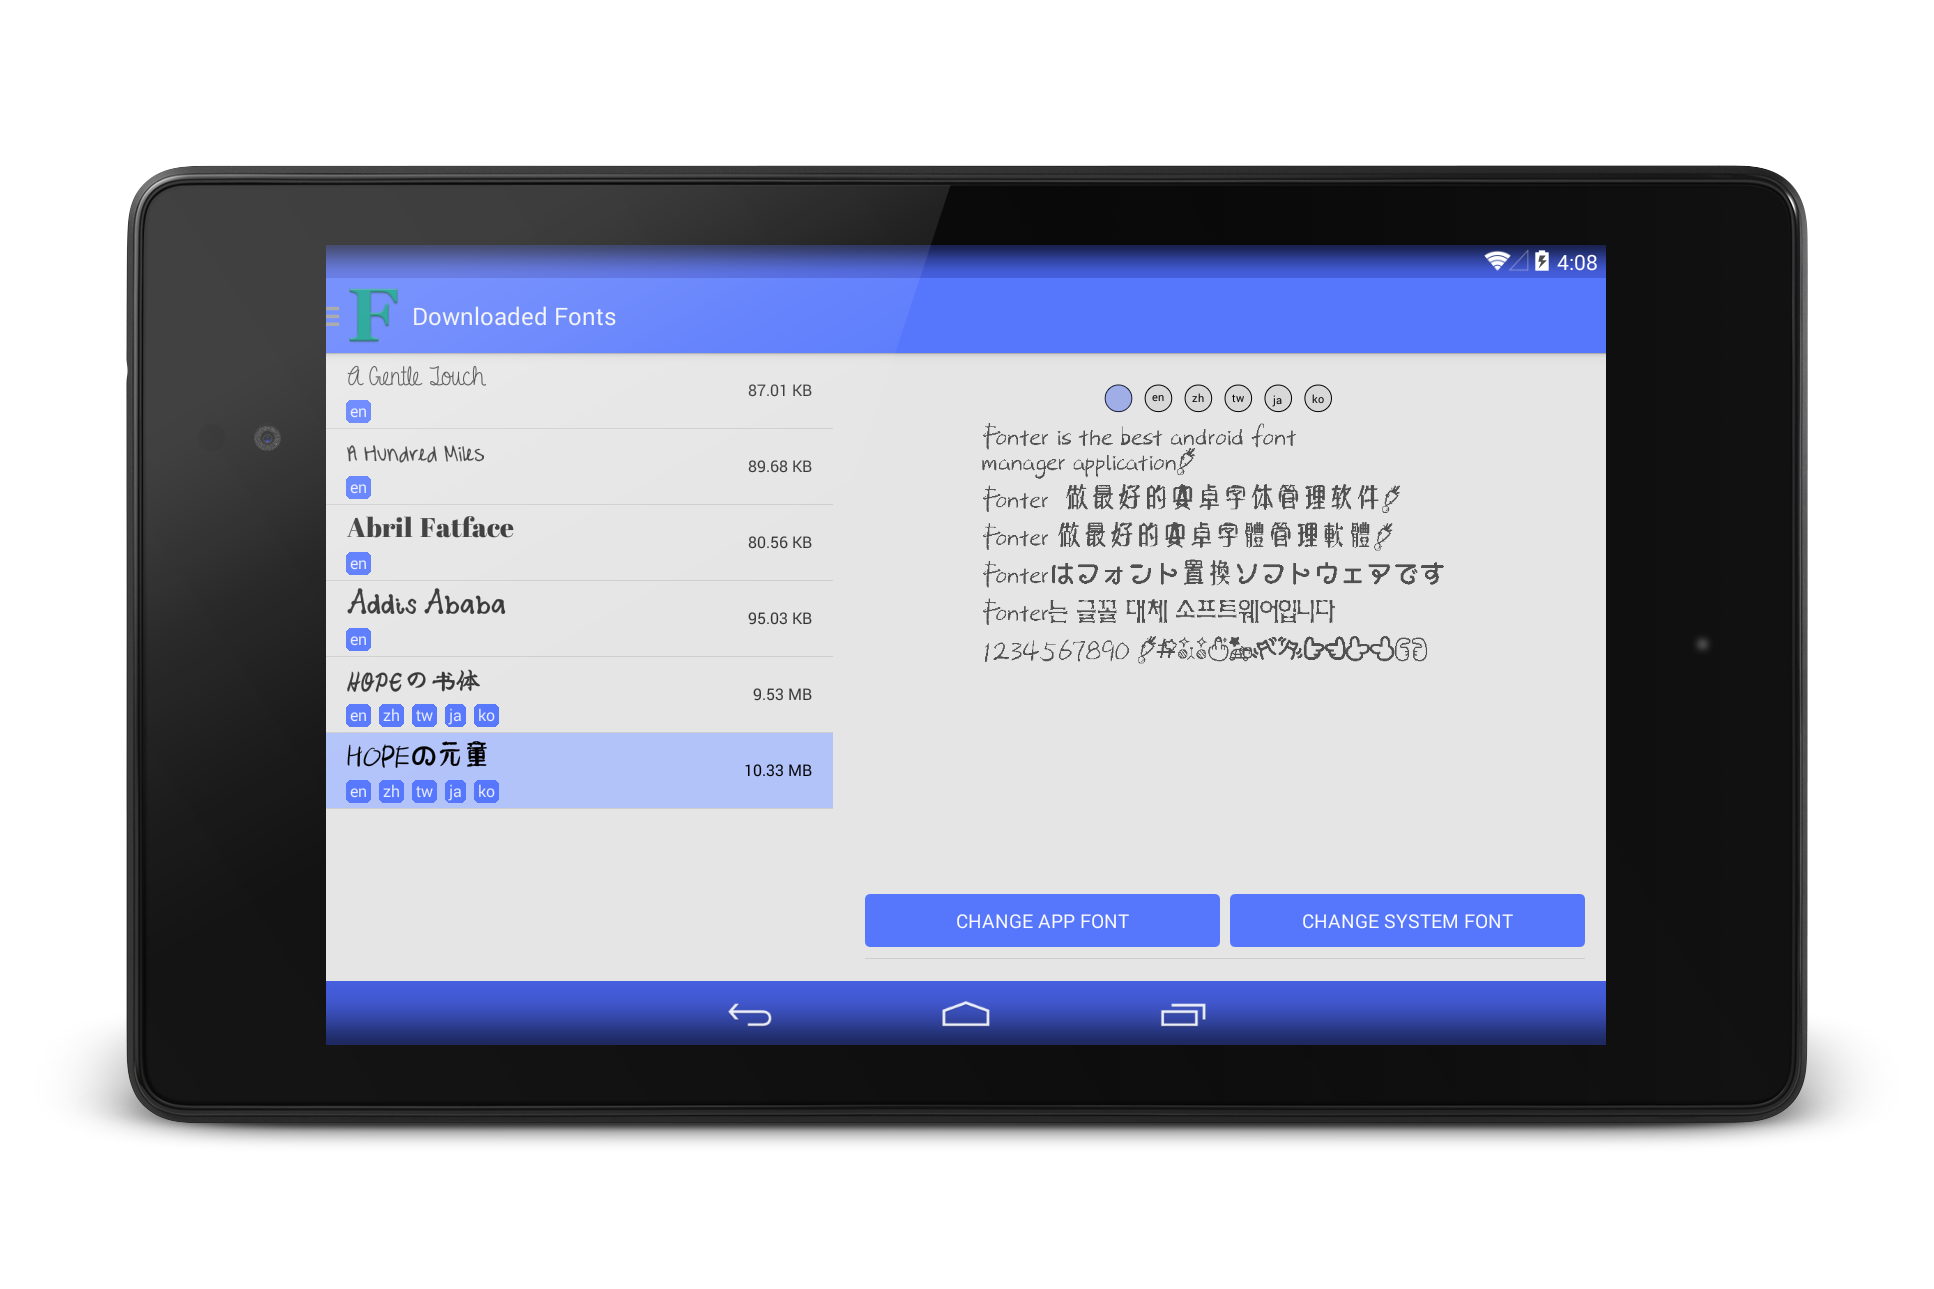 4:08
F Downloaded Fonts
A Gentle Touch
87.01 KB
en
A Hundred Miles
89.68 KB
en
Abril Fatface
80.56 KB
en
Addis Ababa
95.03 KB
en
HOPEの书体
9.53 MB
en zh tw ja ko
HOPEの元童
10.33 MB
en zh tw ja ko
en zh tw ja ko
Fonter is the best android font
manager application
Fonter 做最好的安卓字体管理软件
Fonter 做最好的安卓字體管理軟體
Fonterはフォント置換ソフトウェアです
Fonter는 글꼴 대체 소프트웨어입니다
1234567890 #
CHANGE APP FONT
CHANGE SYSTEM FONT